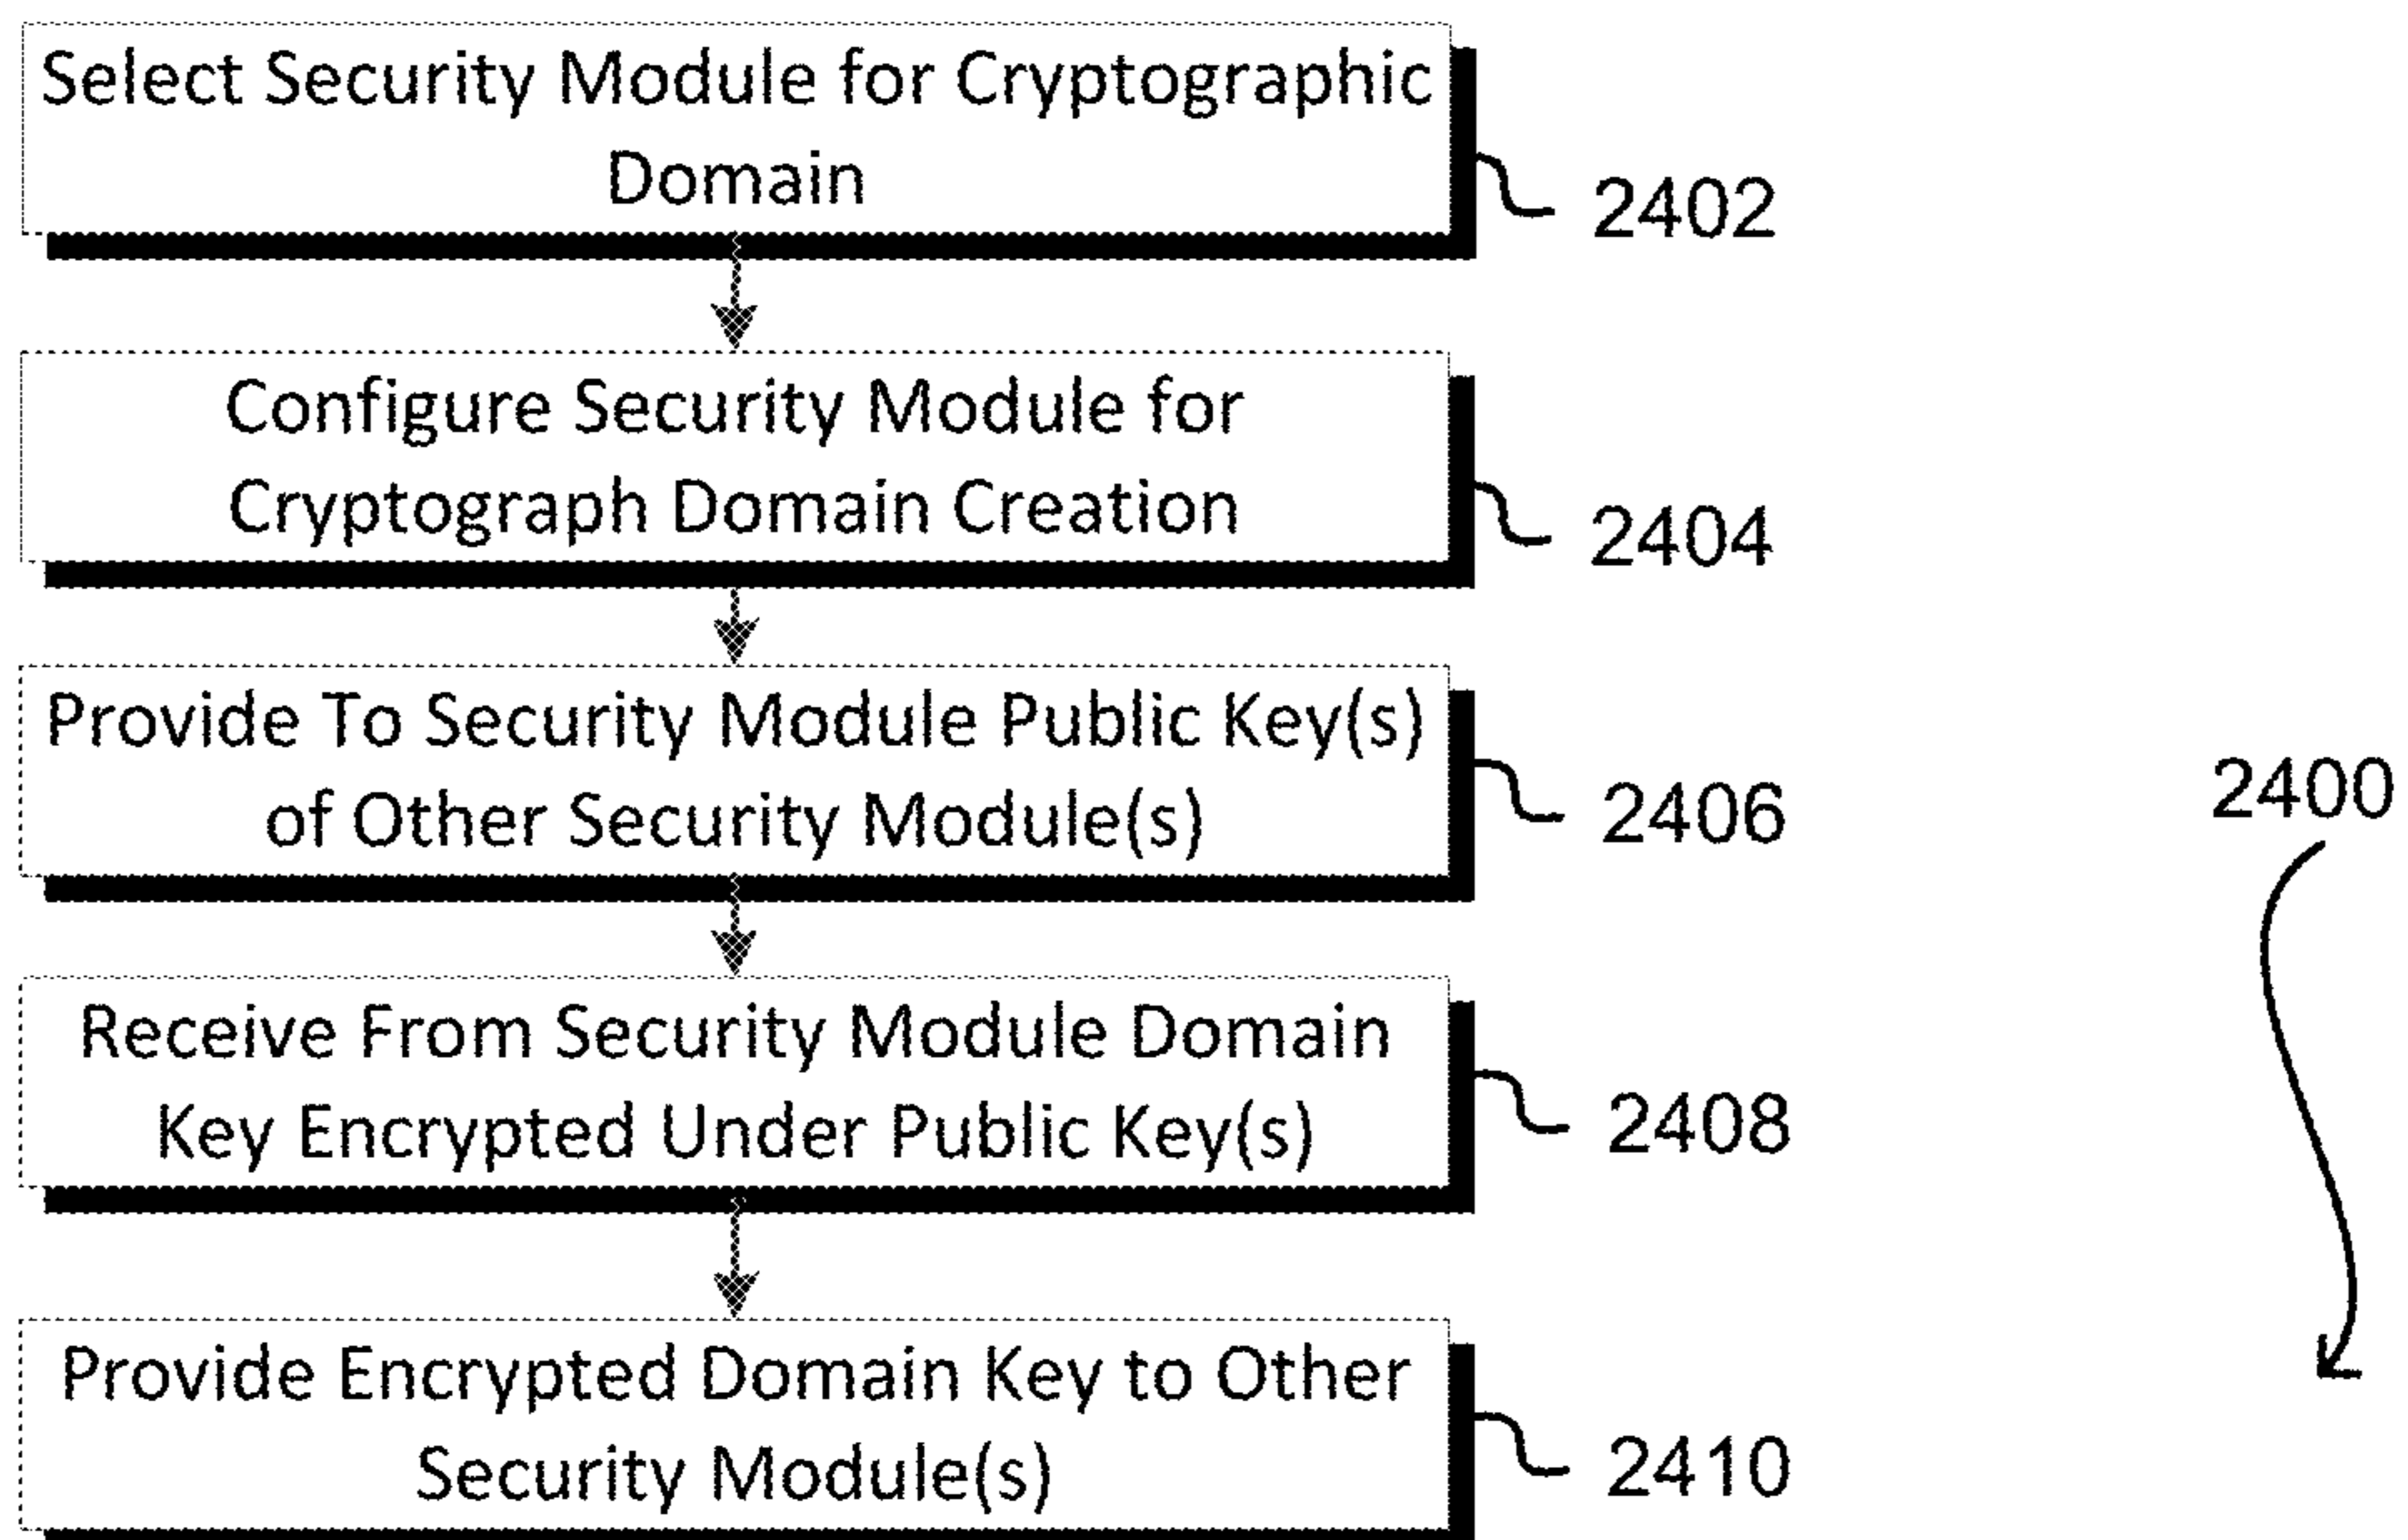 Select Security Module for Cryptographic
Domain
2402
Configure Security Module for
Cryptograph Domain Creation
2404
Provide To Security Module Public Key(s)
of Other Security Module(s)
2406
2400
Receive From Security Module Domain
Key Encrypted Under Public Key(s)
2408
Provide Encrypted Domain Key to Other
Security Module(s)
2410